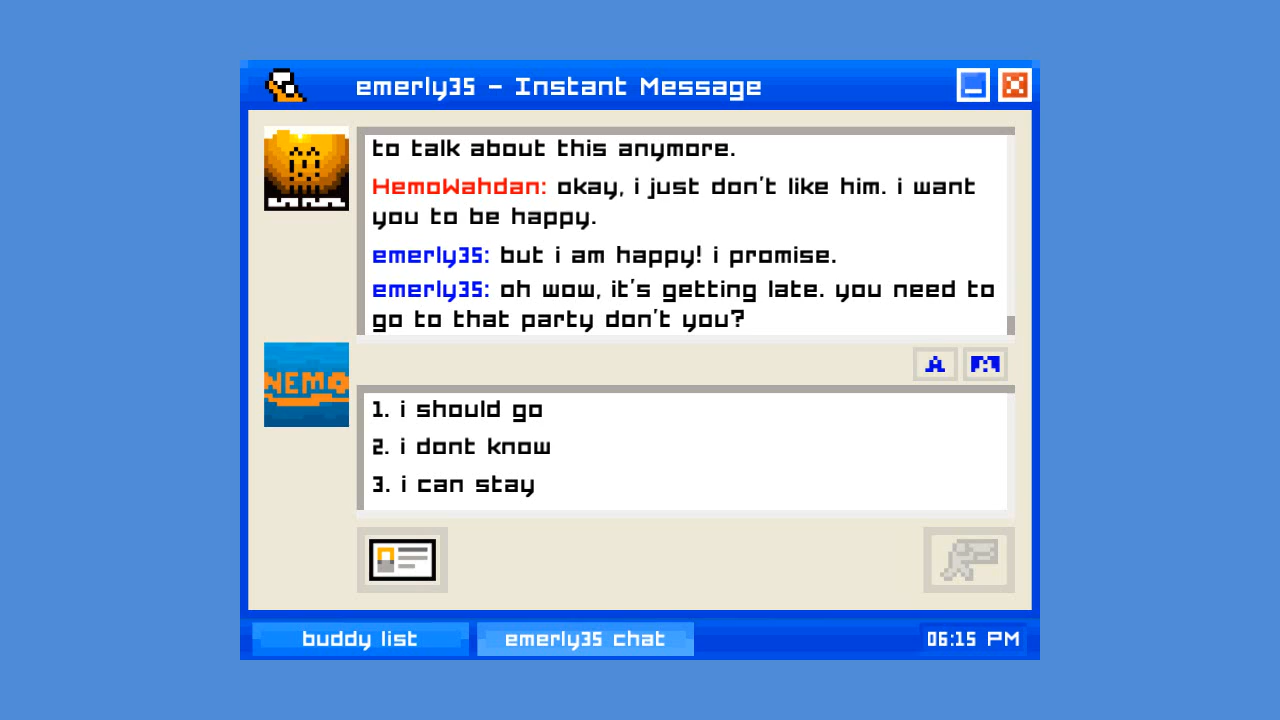 emerly35 - Instant Message
to talk about this anymore.
HemoWahdan: okay, i just don't like him. i want
you to be happy.
emerly35: but i am happy! i promise.
emerly35: oh wow, it's getting late. you need to
go to that party don't you?
NEMO
A
A
1. i should go
2. i dont know
3. i can stay
buddy list
emerly35 chat
06:15 PM